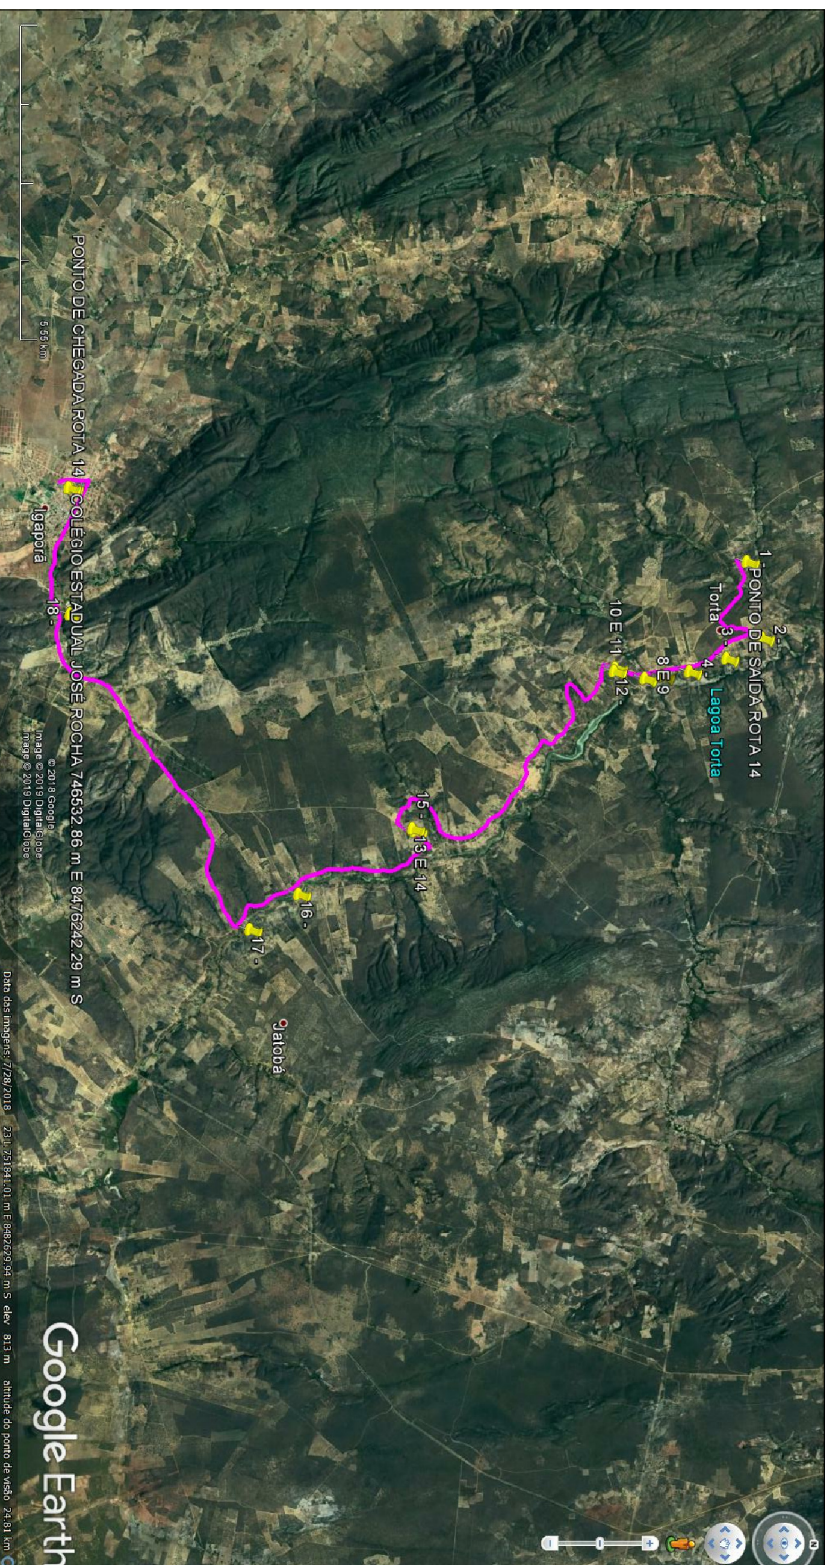 1 -
PONTO DE SAÍDA ROTA 14
2 -
Torta
3 -
4 -
Lagoa Torta
8 E 9
10 E 11
12 -
15 -
13 E 14
16 -
17 -
Jatobá
PONTO DE CHEGADA ROTA 14 COLÉGIO ESTADUAL JOSÉ ROCHA 746532.86 m E 8476242.29 m S
18 -
Igaporã
5.55 km
© 2018 Google
Image © 2019 DigitalGlobe
Image © 2019 DigitalGlobe
Google Earth
N
Data das imagens: 7/28/2018 23 L 751841.01 m E 8482629.94 m S elev 813 m altitude do ponto de visão 24.81 km